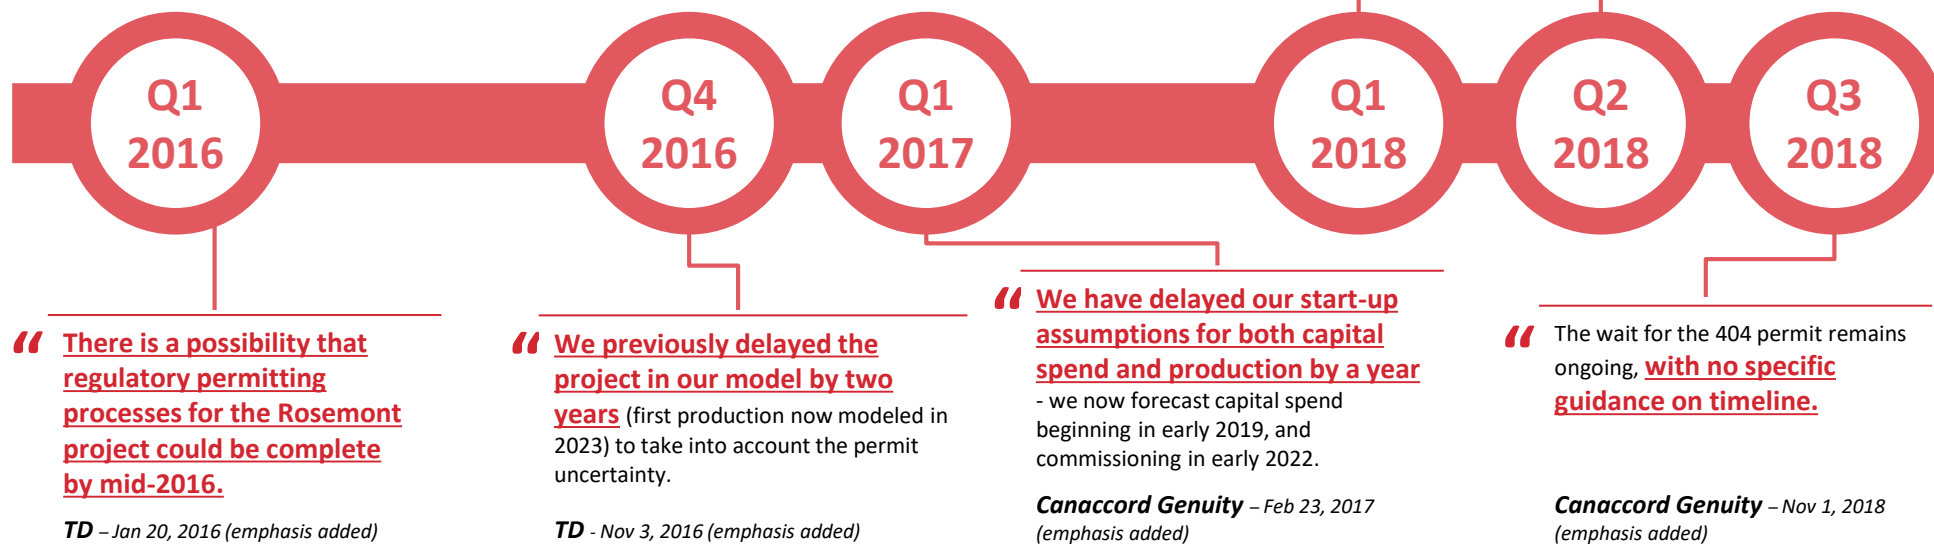 Q1
2016
Q4
2016
Q1
2017
Q1
2018
Q2
2018
Q3
2018
“ There is a possibility that
regulatory permitting
processes for the Rosemont
project could be complete
by mid-2016.
TD – Jan 20, 2016 (emphasis added)
“ We previously delayed the
project in our model by two
years (first production now modeled in
2023) to take into account the permit
uncertainty.
TD - Nov 3, 2016 (emphasis added)
“ We have delayed our start-up
assumptions for both capital
spend and production by a year
- we now forecast capital spend
beginning in early 2019, and
commissioning in early 2022.
Canaccord Genuity – Feb 23, 2017
(emphasis added)
“ The wait for the 404 permit remains
ongoing, with no specific
guidance on timeline.
Canaccord Genuity – Nov 1, 2018
(emphasis added)